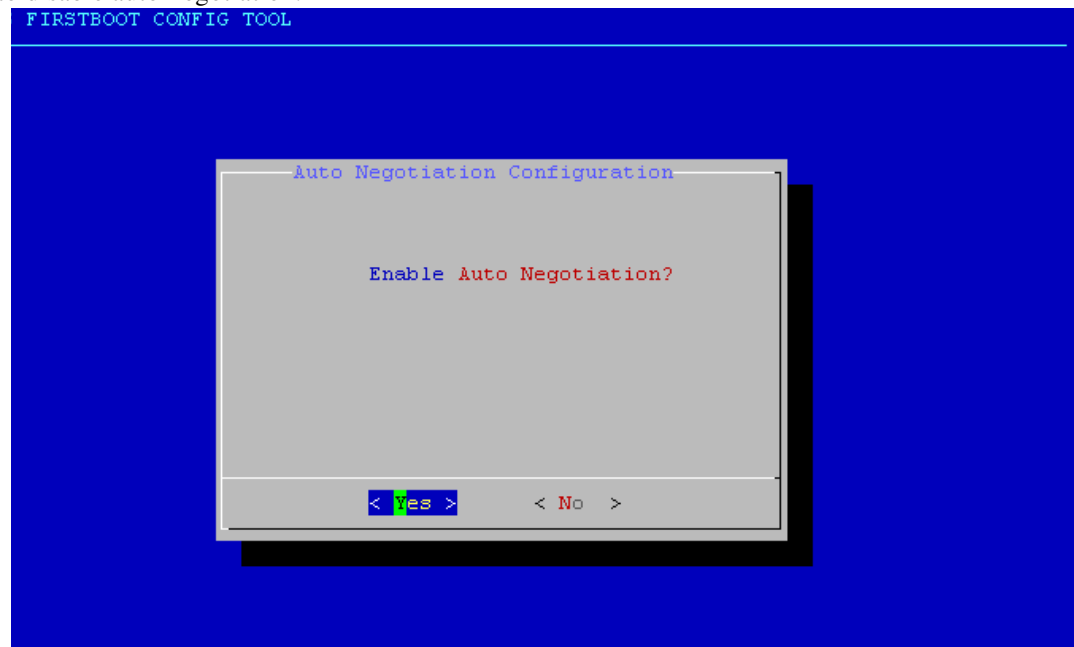 FIRSTBOOT CONFIG TOOL
Auto Negotiation Configuration
Enable Auto Negotiation?
< Yes > < No >